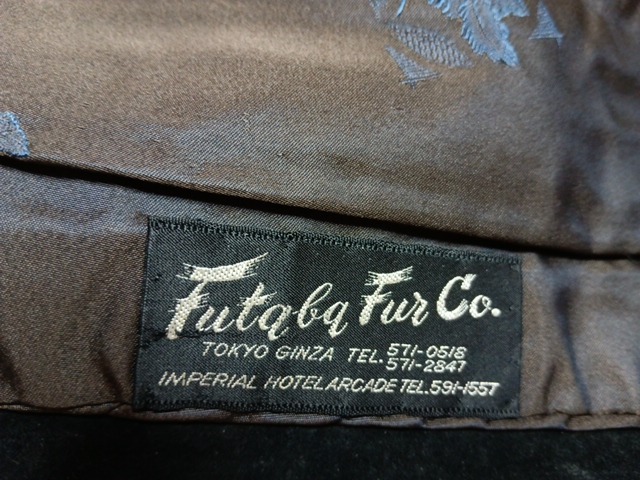 Futaba Fur Co.
TOKYO GINZA TEL. 571-0518
571-2847
IMPERIAL HOTEL ARCADE TEL. 591-1557